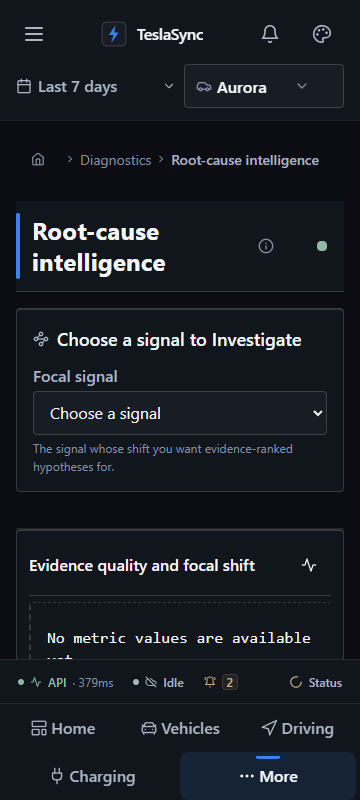 TeslaSync
Last 7 days
Aurora
Diagnostics
Root-cause intelligence
Root-cause
intelligence
Choose a signal to Investigate
Focal signal
Choose a signal
The signal whose shift you want evidence-ranked
hypotheses for.
Evidence quality and focal shift
No metric values are available
yet
API · 379ms
Idle
2
Status
Home
Vehicles
Driving
Charging
More